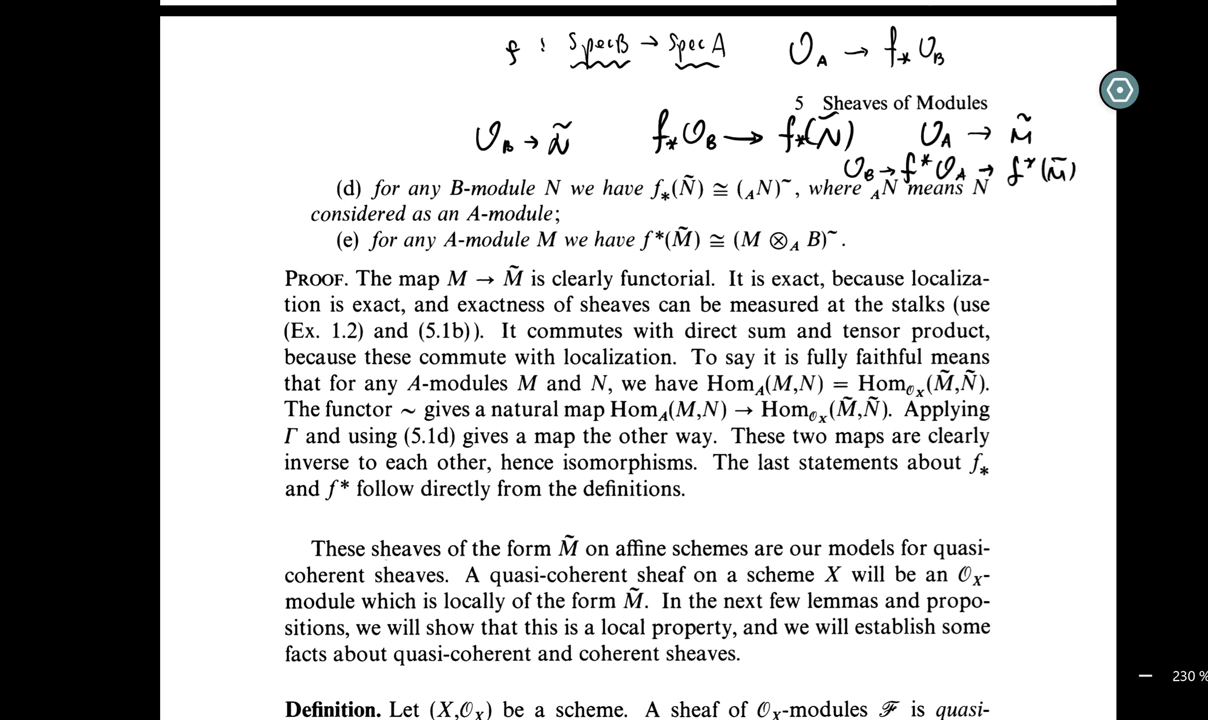 f : Spec B → Spec A    𝒪_A → f_* 𝒪_B
5 Sheaves of Modules
𝒪_B → Ñ    f_* 𝒪_B → f_*(Ñ)    𝒪_A → M̃
𝒪_B → f^* 𝒪_A → f^*(M̃)
(d) for any B-module N we have f_*(Ñ) ≅ (_A N)~, where _A N means N
considered as an A-module;
(e) for any A-module M we have f*(M̃) ≅ (M ⊗_A B)~.
PROOF. The map M → M̃ is clearly functorial. It is exact, because localiza-
tion is exact, and exactness of sheaves can be measured at the stalks (use
(Ex. 1.2) and (5.1b)). It commutes with direct sum and tensor product,
because these commute with localization. To say it is fully faithful means
that for any A-modules M and N, we have Hom_A(M,N) = Hom_{𝒪_X}(M̃,Ñ).
The functor ~ gives a natural map Hom_A(M,N) → Hom_{𝒪_X}(M̃,Ñ). Applying
Γ and using (5.1d) gives a map the other way. These two maps are clearly
inverse to each other, hence isomorphisms. The last statements about f_*
and f* follow directly from the definitions.
These sheaves of the form M̃ on affine schemes are our models for quasi-
coherent sheaves. A quasi-coherent sheaf on a scheme X will be an 𝒪_X-
module which is locally of the form M̃. In the next few lemmas and propo-
sitions, we will show that this is a local property, and we will establish some
facts about quasi-coherent and coherent sheaves.
— 230 %
Definition. Let (X,𝒪_X) be a scheme. A sheaf of 𝒪_X-modules ℱ is quasi-